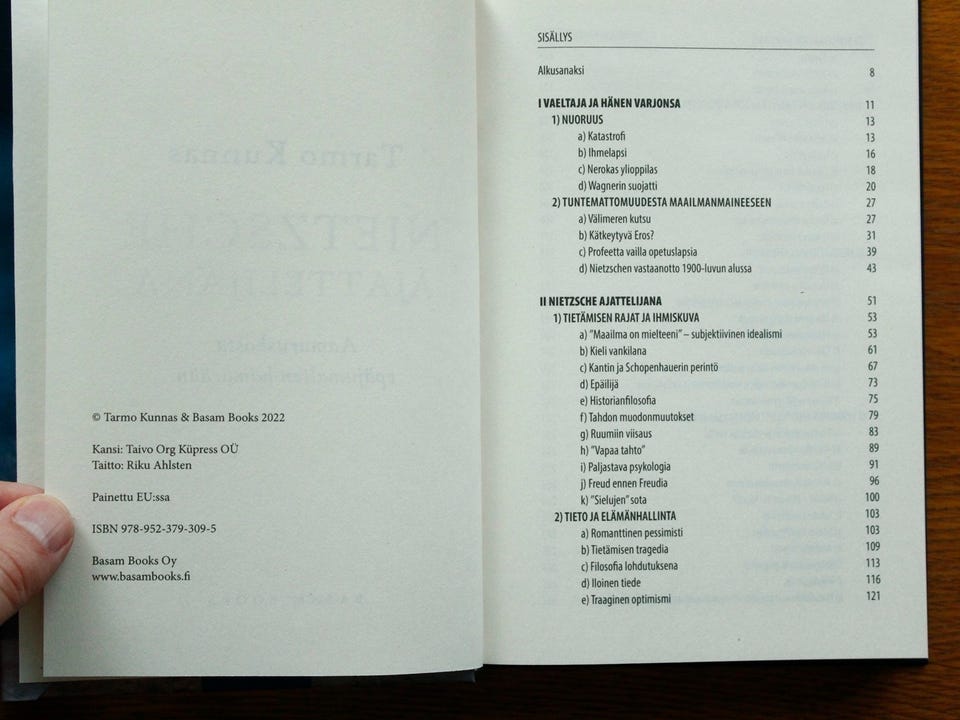 © Tarmo Kunnas & Basam Books 2022
Kansi: Taivo Org Küpress OÜ
Taitto: Riku Ahlsten
Painettu EU:ssa
ISBN 978-952-379-309-5
Basam Books Oy
www.basambooks.fi
SISÄLLYS
Alkusanaksi 8
I VAELTAJA JA HÄNEN VARJONSA 11
1) NUORUUS 13
a) Katastrofi 13
b) Ihmelapsi 16
c) Nerokas ylioppilas 18
d) Wagnerin suojatti 20
2) TUNTEMATTOMUUDESTA MAAILMANMAINEESEEN 27
a) Välimeren kutsu 27
b) Kätkeytyvä Eros? 31
c) Profeetta vailla opetuslapsia 39
d) Nietzschen vastaanotto 1900-luvun alussa 43
II NIETZSCHE AJATTELIJANA 51
1) TIETÄMISEN RAJAT JA IHMISKUVA 53
a) "Maailma on mielteeni" – subjektiivinen idealismi 53
b) Kieli vankilana 61
c) Kantin ja Schopenhauerin perintö 67
d) Epäilijä 73
e) Historianfilosofia 75
f) Tahdon muodonmuutokset 79
g) Ruumiin viisaus 83
h) "Vapaa tahto" 89
i) Paljastava psykologia 91
j) Freud ennen Freudia 96
k) "Sielujen" sota 100
2) TIETO JA ELÄMÄNHALLINTA 103
a) Romanttinen pessimisti 103
b) Tietämisen tragedia 109
c) Filosofia lohdutuksena 113
d) Iloinen tiede 116
e) Traaginen optimismi 121